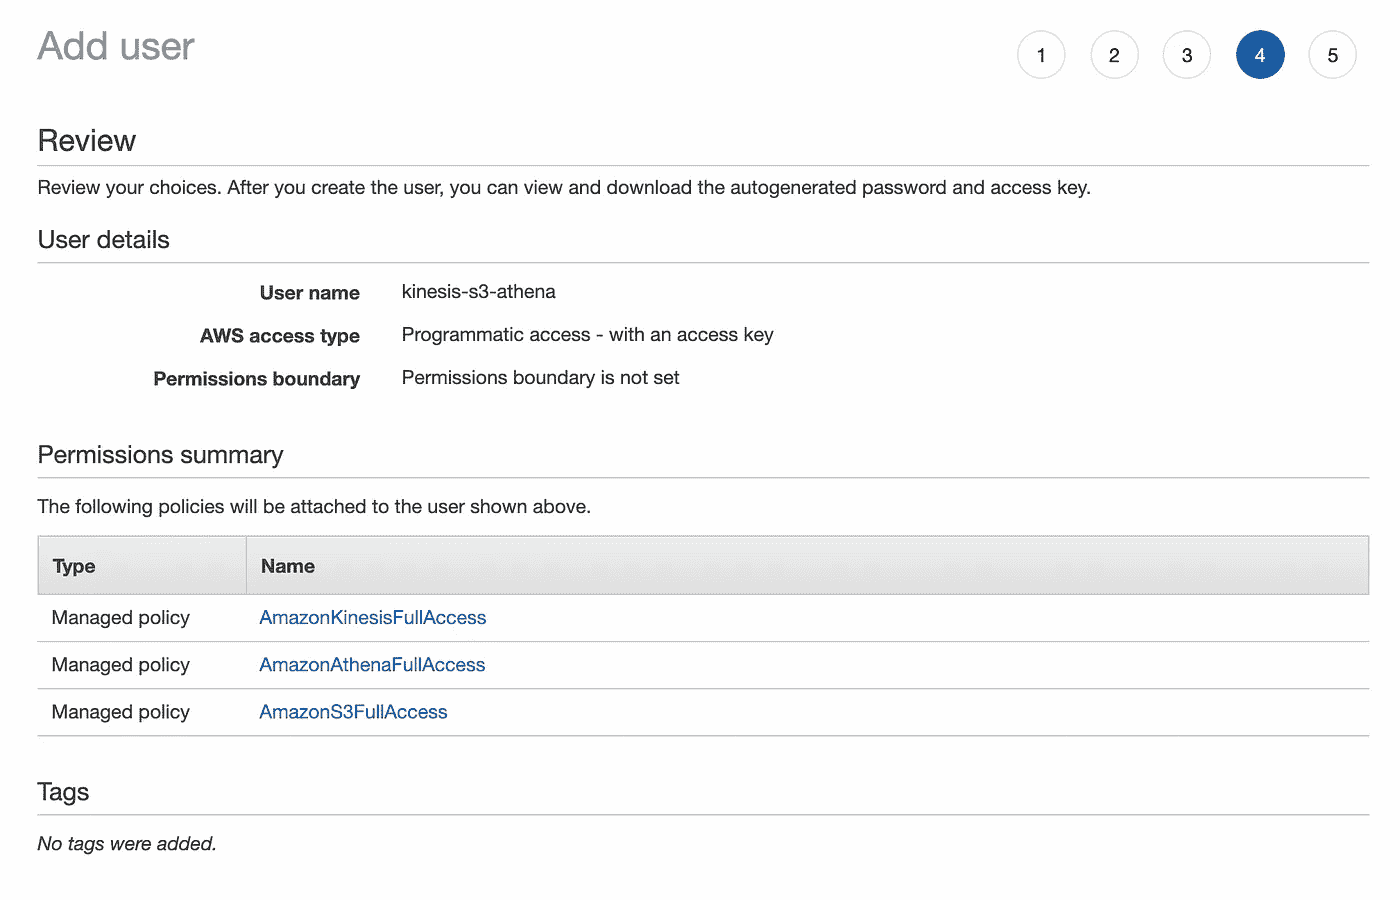 Add user
1 2 3 4 5
Review
Review your choices. After you create the user, you can view and download the autogenerated password and access key.
User details
User name kinesis-s3-athena
AWS access type Programmatic access - with an access key
Permissions boundary Permissions boundary is not set
Permissions summary
The following policies will be attached to the user shown above.
Type Name
Managed policy AmazonKinesisFullAccess
Managed policy AmazonAthenaFullAccess
Managed policy AmazonS3FullAccess
Tags
No tags were added.